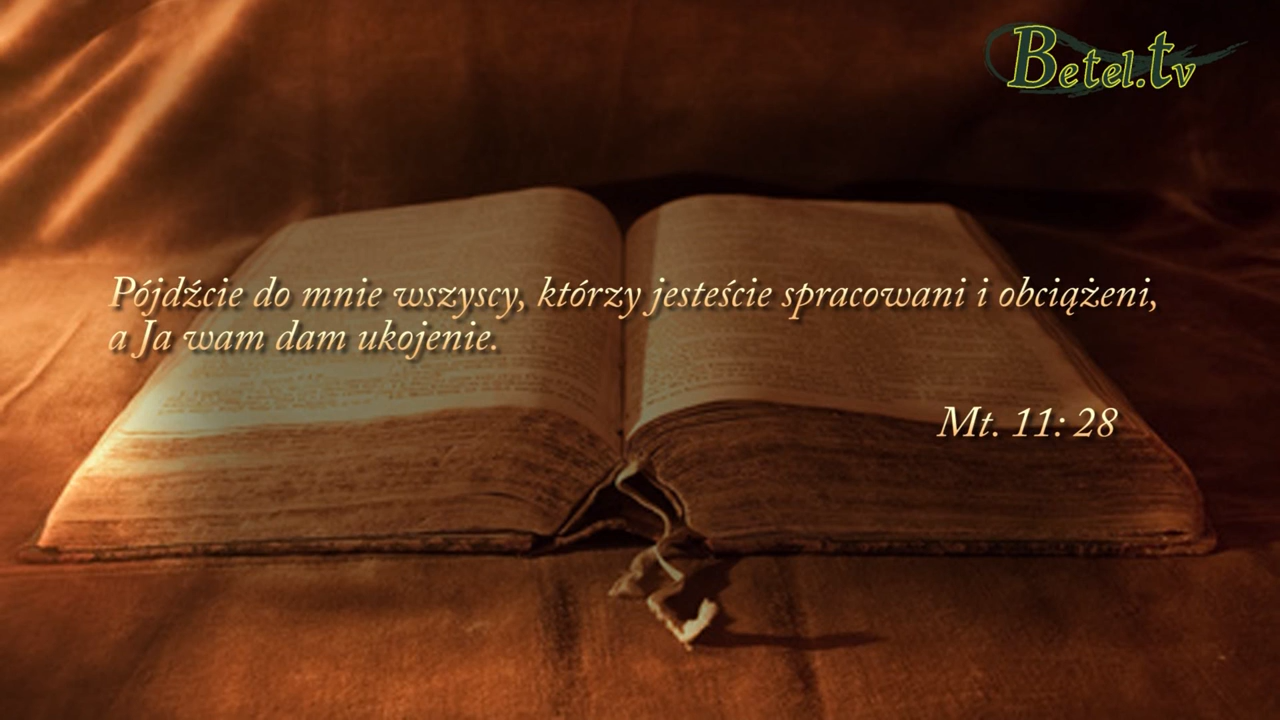 Betel.tv
Pójdźcie do mnie wszyscy, którzy jesteście spracowani i obciążeni,
a Ja wam dam ukojenie.
Mt. 11: 28